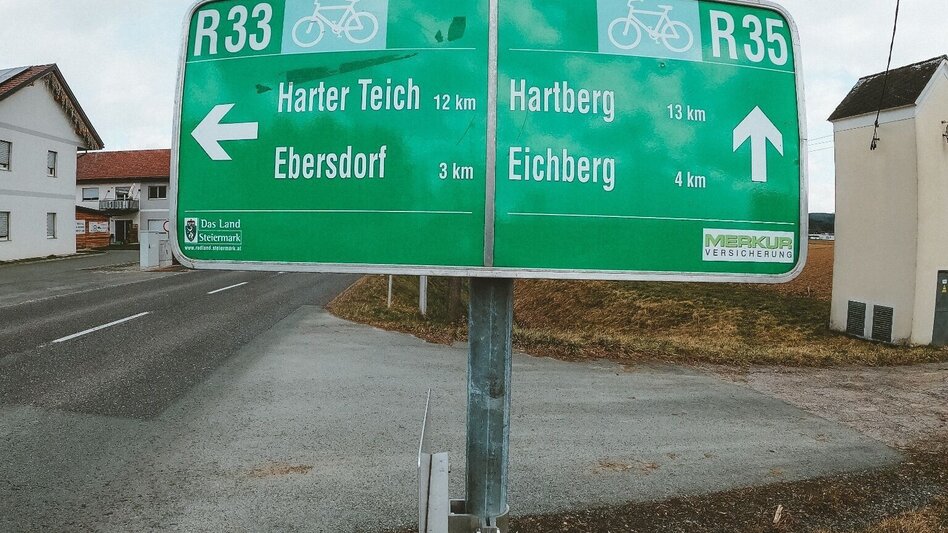 R33
Harter Teich 12 km
Ebersdorf 3 km
Das Land
Steiermark
www.radland.steiermark.at
R35
Hartberg 13 km
Eichberg 4 km
MERKUR
VERSICHERUNG